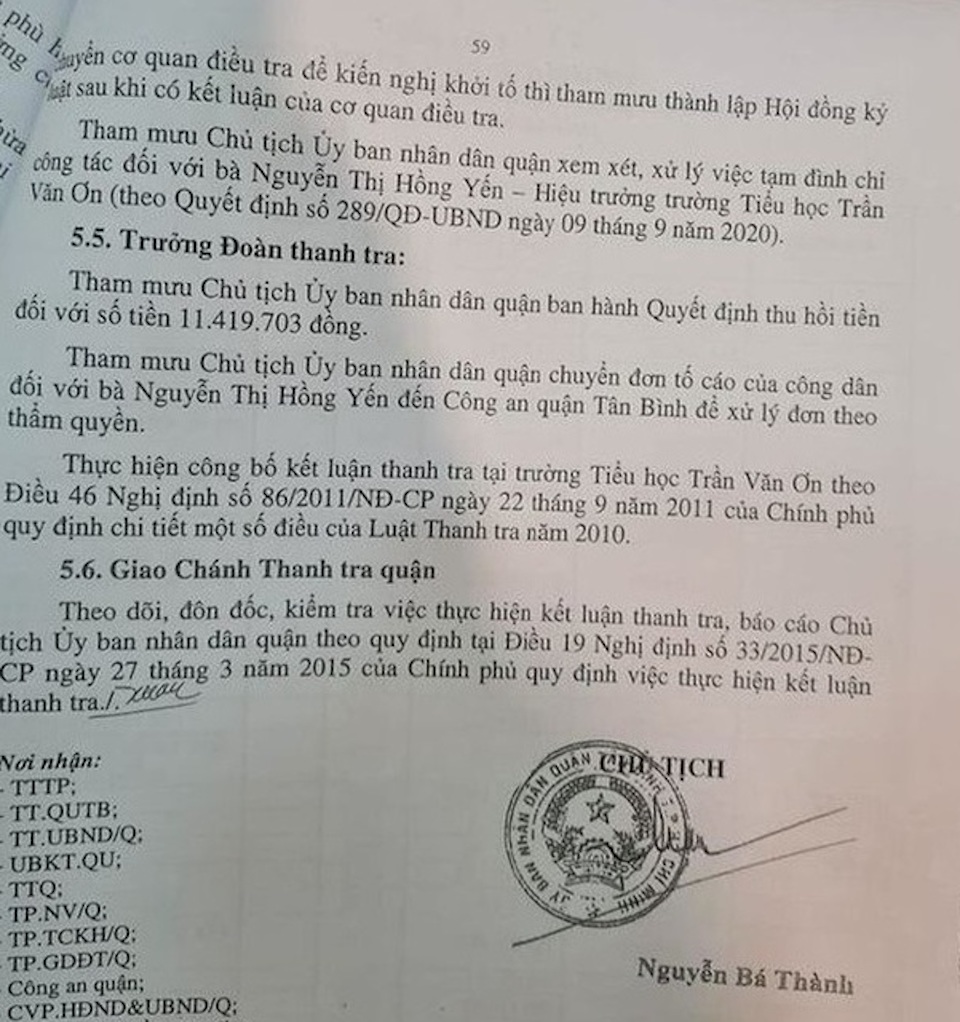 59
phù h
ng c
uyển cơ quan điều tra để kiến nghị khởi tố thì tham mưu thành lập Hội đồng kỷ
luật sau khi có kết luận của cơ quan điều tra.
Tham mưu Chủ tịch Ủy ban nhân dân quận xem xét, xử lý việc tạm đình chỉ
công tác đối với bà Nguyễn Thị Hồng Yến – Hiệu trưởng trường Tiểu học Trần
Văn Ơn (theo Quyết định số 289/QĐ-UBND ngày 09 tháng 9 năm 2020).
5.5. Trưởng Đoàn thanh tra:
Tham mưu Chủ tịch Ủy ban nhân dân quận ban hành Quyết định thu hồi tiền
đối với số tiền 11.419.703 đồng.
Tham mưu Chủ tịch Ủy ban nhân dân quận chuyển đơn tố cáo của công dân
đối với bà Nguyễn Thị Hồng Yến đến Công an quận Tân Bình để xử lý đơn theo
thẩm quyền.
Thực hiện công bố kết luận thanh tra tại trường Tiểu học Trần Văn Ơn theo
Điều 46 Nghị định số 86/2011/NĐ-CP ngày 22 tháng 9 năm 2011 của Chính phủ
quy định chi tiết một số điều của Luật Thanh tra năm 2010.
5.6. Giao Chánh Thanh tra quận
Theo dõi, đôn đốc, kiểm tra việc thực hiện kết luận thanh tra, báo cáo Chủ
tịch Ủy ban nhân dân quận theo quy định tại Điều 19 Nghị định số 33/2015/NĐ-
CP ngày 27 tháng 3 năm 2015 của Chính phủ quy định việc thực hiện kết luận
thanh tra./.
Nơi nhận:
- TTTP;
- TT.QUTB;
- TT.UBND/Q;
- UBKT.QU;
- TTQ;
- TP.NV/Q;
- TP.TCKH/Q;
- TP.GDĐT/Q;
Công an quận;
CVP.HĐND&UBND/Q;
CHỦ TỊCH
ỦY BAN NHÂN DÂN QUẬN
CHÍ MINH
Nguyễn Bá Thành